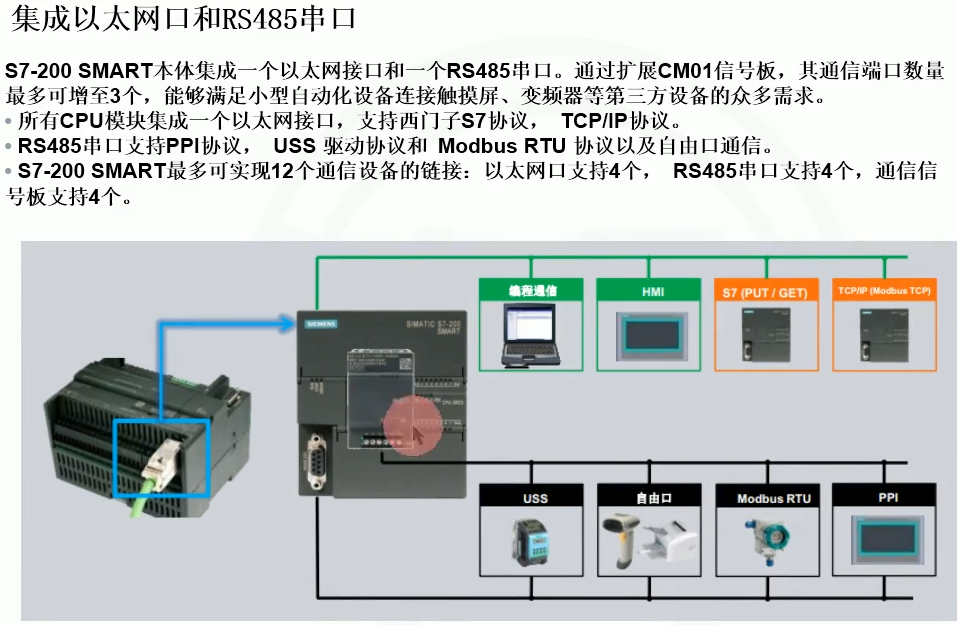 集成以太网口和RS485串口
S7-200 SMART本体集成一个以太网接口和一个RS485串口。通过扩展CM01信号板，其通信端口数量
最多可增至3个，能够满足小型自动化设备连接触摸屏、变频器等第三方设备的众多需求。
• 所有CPU模块集成一个以太网接口，支持西门子S7协议， TCP/IP协议。
• RS485串口支持PPI协议， USS 驱动协议和 Modbus RTU 协议以及自由口通信。
• S7-200 SMART最多可实现12个通信设备的链接：以太网口支持4个， RS485串口支持4个，通信信
号板支持4个。
编程通信
HMI
S7 (PUT / GET)
TCP/IP (Modbus TCP)
SIEMENS
SIMATIC S7-200
SMART
USS
自由口
Modbus RTU
PPI